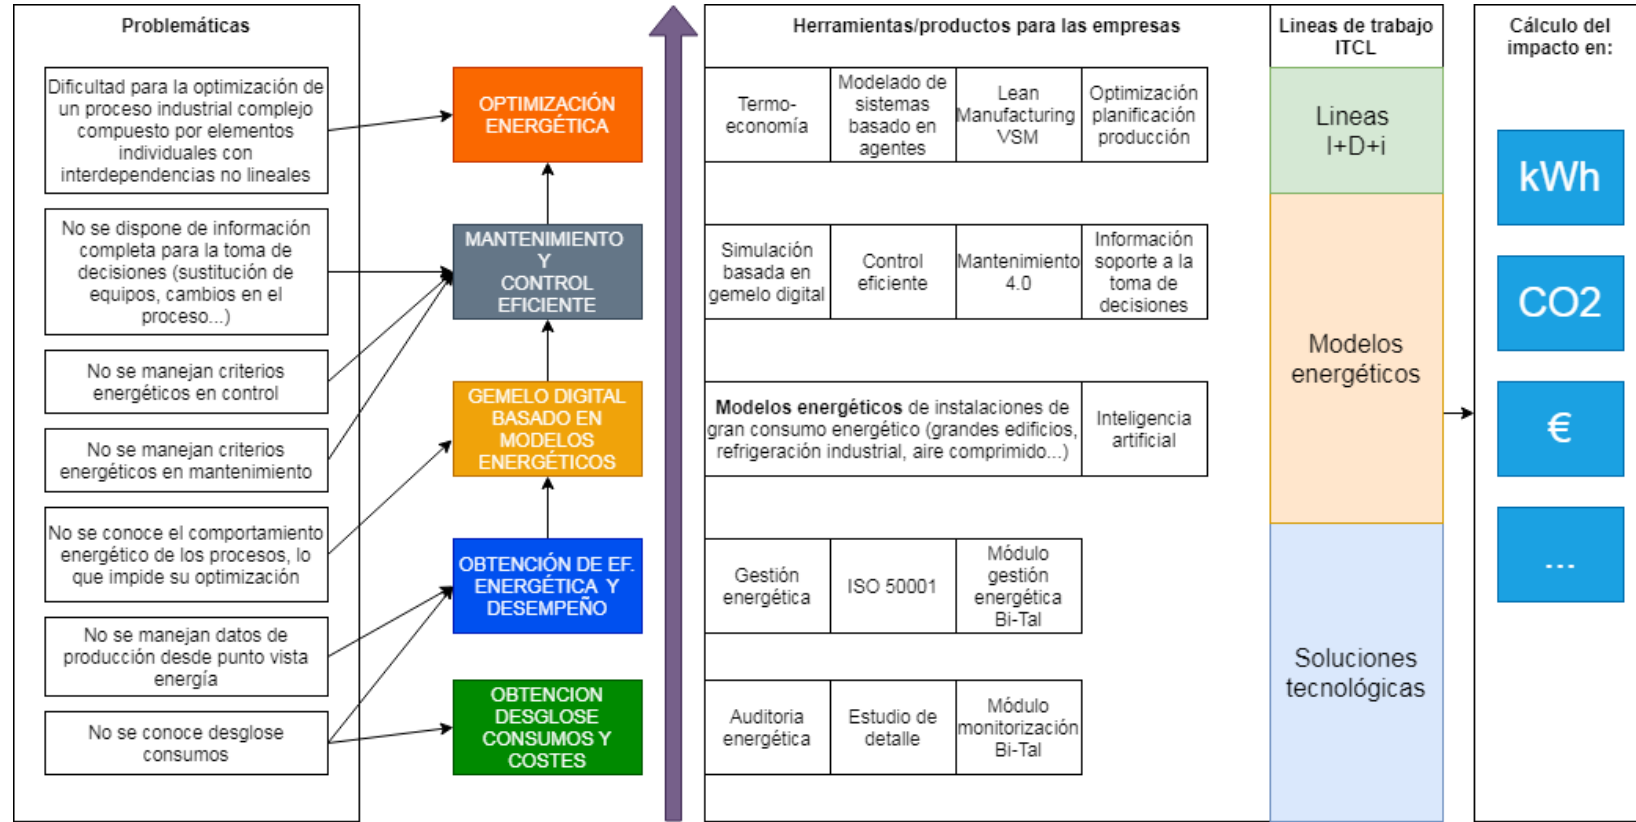 Problemáticas
Dificultad para la optimización de
un proceso industrial complejo
compuesto por elementos
individuales con
interdependencias no lineales
No se dispone de información
completa para la toma de
decisiones (sustitución de
equipos, cambios en el
proceso...)
No se manejan criterios
energéticos en control
No se manejan criterios
energéticos en mantenimiento
No se conoce el comportamiento
energético de los procesos, lo
que impide su optimización
No se manejan datos de
producción desde punto vista
energía
No se conoce desglose
consumos
OPTIMIZACIÓN
ENERGÉTICA
MANTENIMIENTO
Y
CONTROL
EFICIENTE
GEMELO DIGITAL
BASADO EN
MODELOS
ENERGÉTICOS
OBTENCIÓN DE EF.
ENERGÉTICA Y
DESEMPEÑO
OBTENCION
DESGLOSE
CONSUMOS Y
COSTES
Herramientas/productos para las empresas
Termo-
economía
Modelado de
sistemas
basado en
agentes
Lean
Manufacturing
VSM
Optimización
planificación
producción
Simulación
basada en
gemelo digital
Control
eficiente
Mantenimiento
4.0
Información
soporte a la
toma de
decisiones
Modelos energéticos de instalaciones de
gran consumo energético (grandes edificios,
refrigeración industrial, aire comprimido...)
Inteligencia
artificial
Gestión
energética
ISO 50001
Módulo
gestión
energética
Bi-Tal
Auditoria
energética
Estudio de
detalle
Módulo
monitorización
Bi-Tal
Lineas de trabajo
ITCL
Lineas
I+D+i
Modelos
energéticos
Soluciones
tecnológicas
Cálculo del
impacto en:
kWh
CO2
€
...